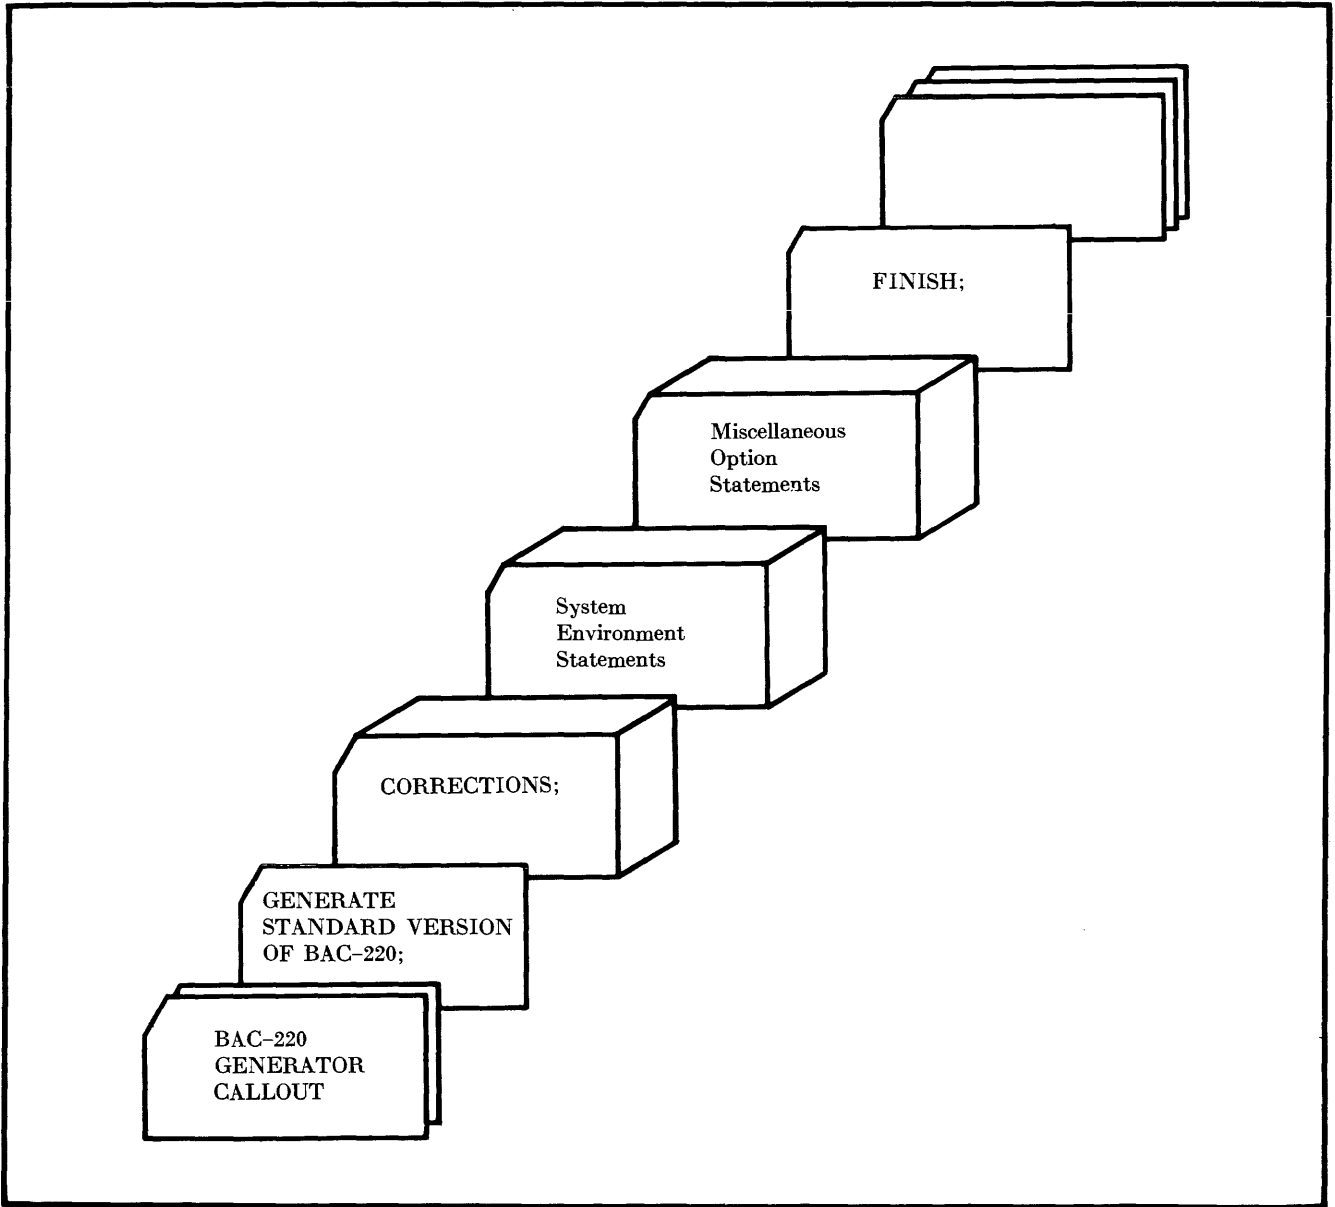 FINISH;
Miscellaneous
Option
Statements
System
Environment
Statements
CORRECTIONS;
GENERATE
STANDARD VERSION
OF BAC–220;
BAC–220
GENERATOR
CALLOUT